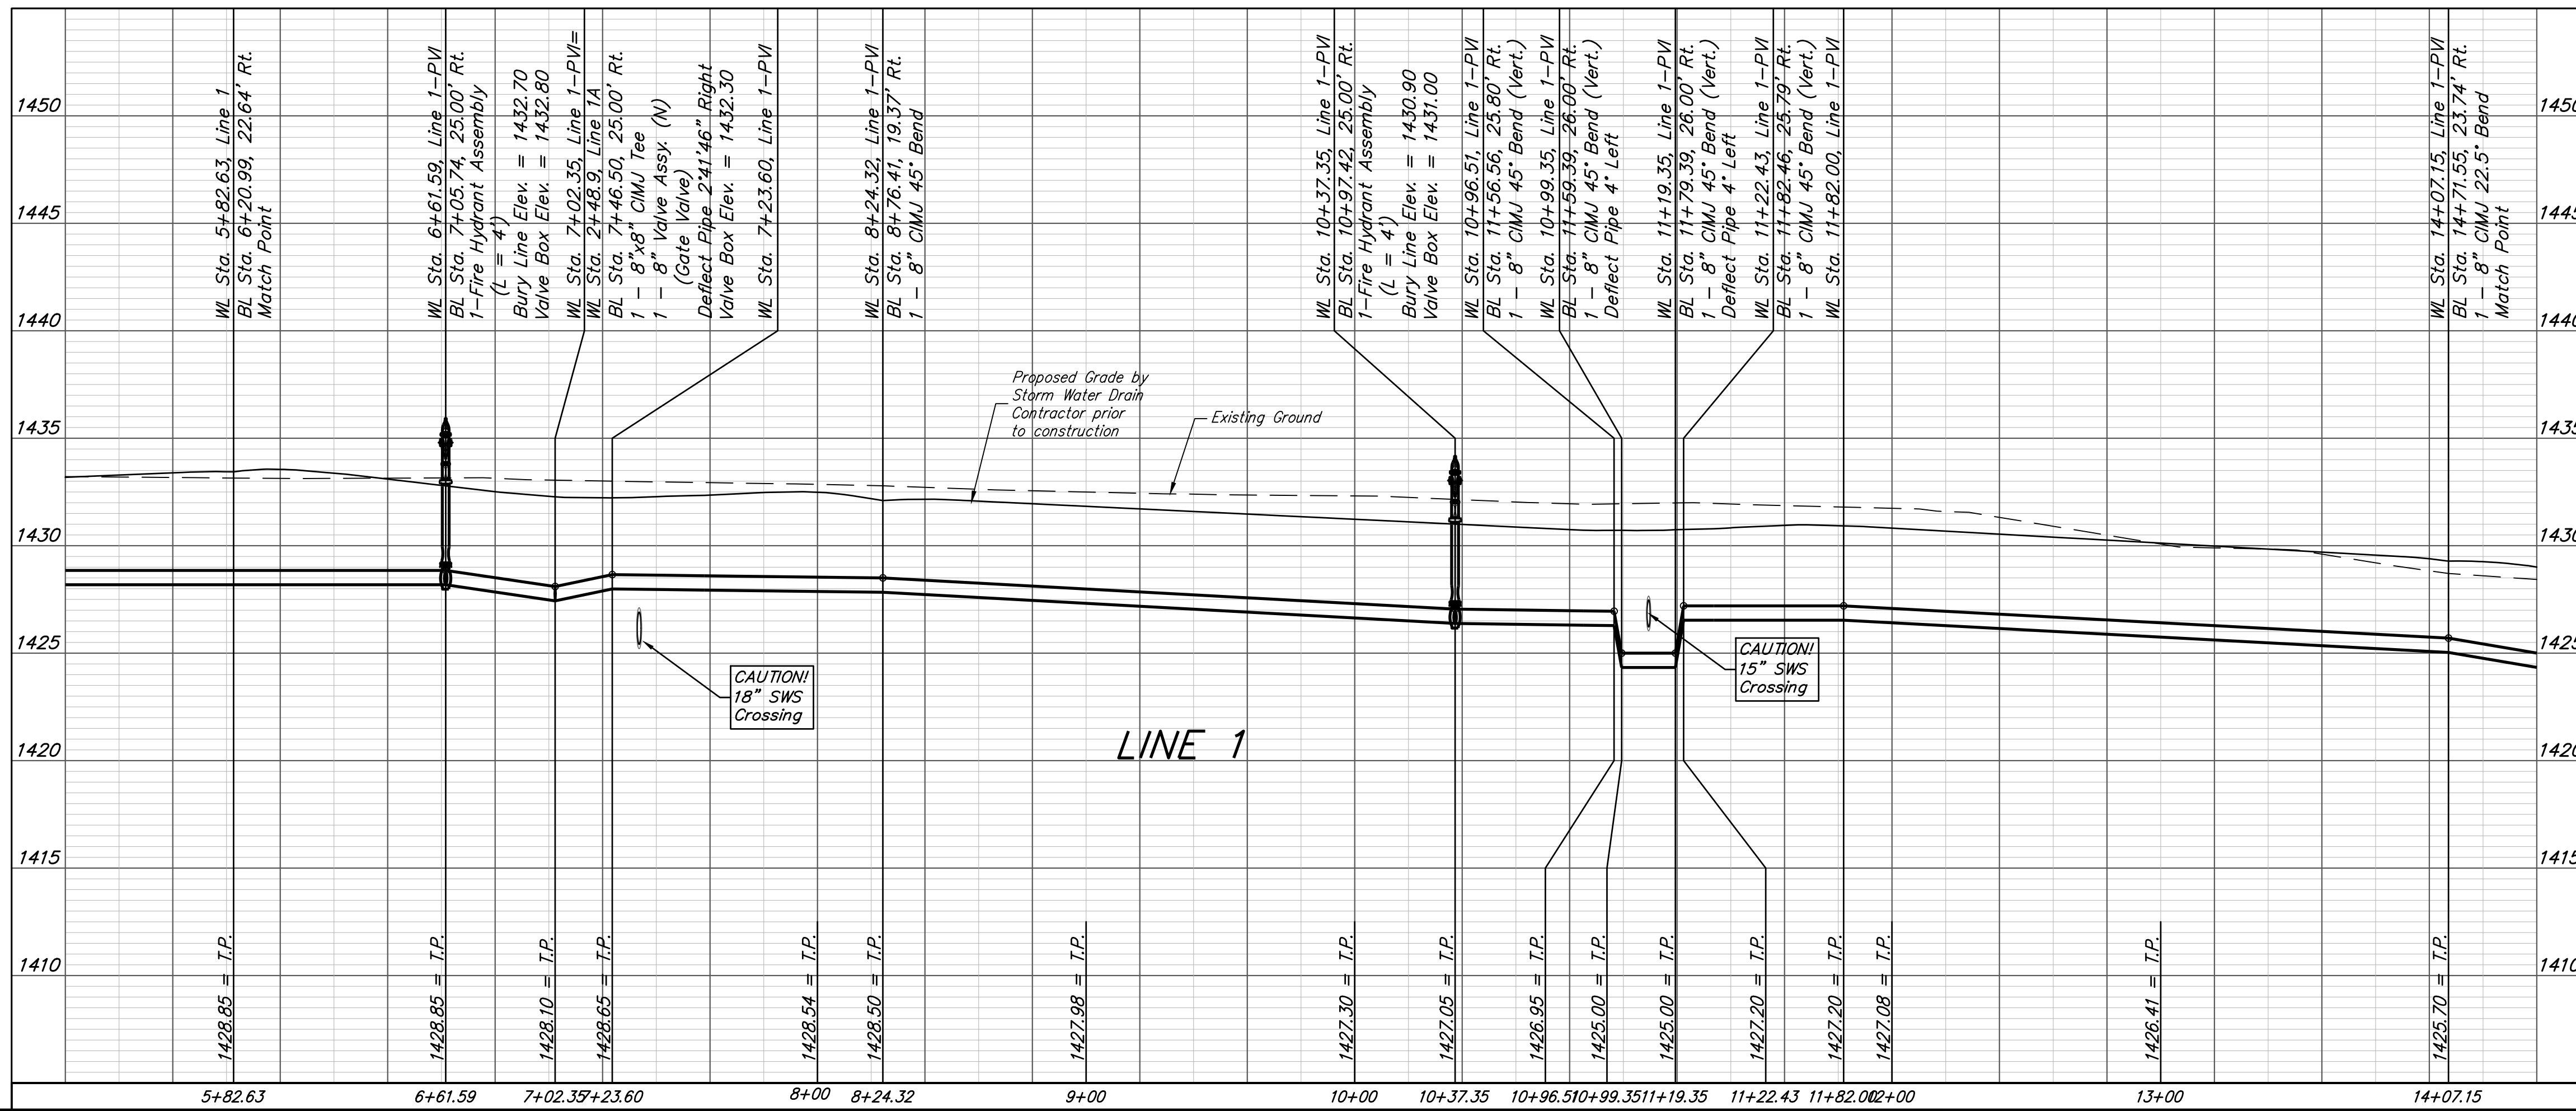 WL Sta. 5+82.63, Line 1
BL Sta. 6+20.99, 22.64' Rt.
Match Point
WL Sta. 6+61.59, Line 1-PVI
BL Sta. 7+05.74, 25.00' Rt.
1-Fire Hydrant Assembly
(L = 4')
Bury Line Elev. = 1432.70
Valve Box Elev. = 1432.80
WL Sta. 7+02.35, Line 1-PVI=
WL Sta. 2+48.9, Line 1A
BL Sta. 7+46.50, 25.00' Rt.
1 - 8"x8" CIMJ Tee
1 - 8" Valve Assy. (N)
(Gate Valve)
Deflect Pipe 2°41'46" Right
Valve Box Elev. = 1432.30
WL Sta. 7+23.60, Line 1-PVI
WL Sta. 8+24.32, Line 1-PVI
BL Sta. 8+76.41, 19.37' Rt.
1 - 8" CIMJ 45° Bend
WL Sta. 10+37.35, Line 1-PVI
BL Sta. 10+97.42, 25.00' Rt.
1-Fire Hydrant Assembly
(L = 4')
Bury Line Elev. = 1430.90
Valve Box Elev. = 1431.00
WL Sta. 10+96.51, Line 1-PVI
BL Sta. 11+56.56, 25.80' Rt.
1 - 8" CIMJ 45° Bend (Vert.)
WL Sta. 10+99.35, Line 1-PVI
BL Sta. 11+59.39, 26.00' Rt.
1 - 8" CIMJ 45° Bend (Vert.)
Deflect Pipe 4° Left
WL Sta. 11+19.35, Line 1-PVI
BL Sta. 11+79.39, 26.00' Rt.
1 - 8" CIMJ 45° Bend (Vert.)
Deflect Pipe 4° Left
WL Sta. 11+22.43, Line 1-PVI
BL Sta. 11+82.46, 25.79' Rt.
1 - 8" CIMJ 45° Bend (Vert.)
WL Sta. 11+82.00, Line 1-PVI
WL Sta. 14+07.15, Line 1-PVI
BL Sta. 14+71.55, 23.74' Rt.
1 - 8" CIMJ 22.5° Bend
Match Point
1450
1450
1445
1445
1440
1440
Proposed Grade by
Storm Water Drain
Contractor prior
to construction
Existing Ground
1435
1435
1430
1430
1425
1425
CAUTION!
18" SWS
Crossing
CAUTION!
15" SWS
Crossing
LINE 1
1420
1420
1415
1415
1410
1410
1428.85 = T.P.
1428.85 = T.P.
1428.10 = T.P.
1428.65 = T.P.
1428.54 = T.P.
1428.50 = T.P.
1427.98 = T.P.
1427.30 = T.P.
1427.05 = T.P.
1426.95 = T.P.
1425.00 = T.P.
1425.00 = T.P.
1427.20 = T.P.
1427.20 = T.P.
1427.08 = T.P.
1426.41 = T.P.
1425.70 = T.P.
5+82.63 6+61.59 7+02.35 7+23.60 8+00 8+24.32 9+00 10+00 10+37.35 10+96.51 10+99.35 11+19.35 11+22.43 11+82.00 12+00 13+00 14+07.15